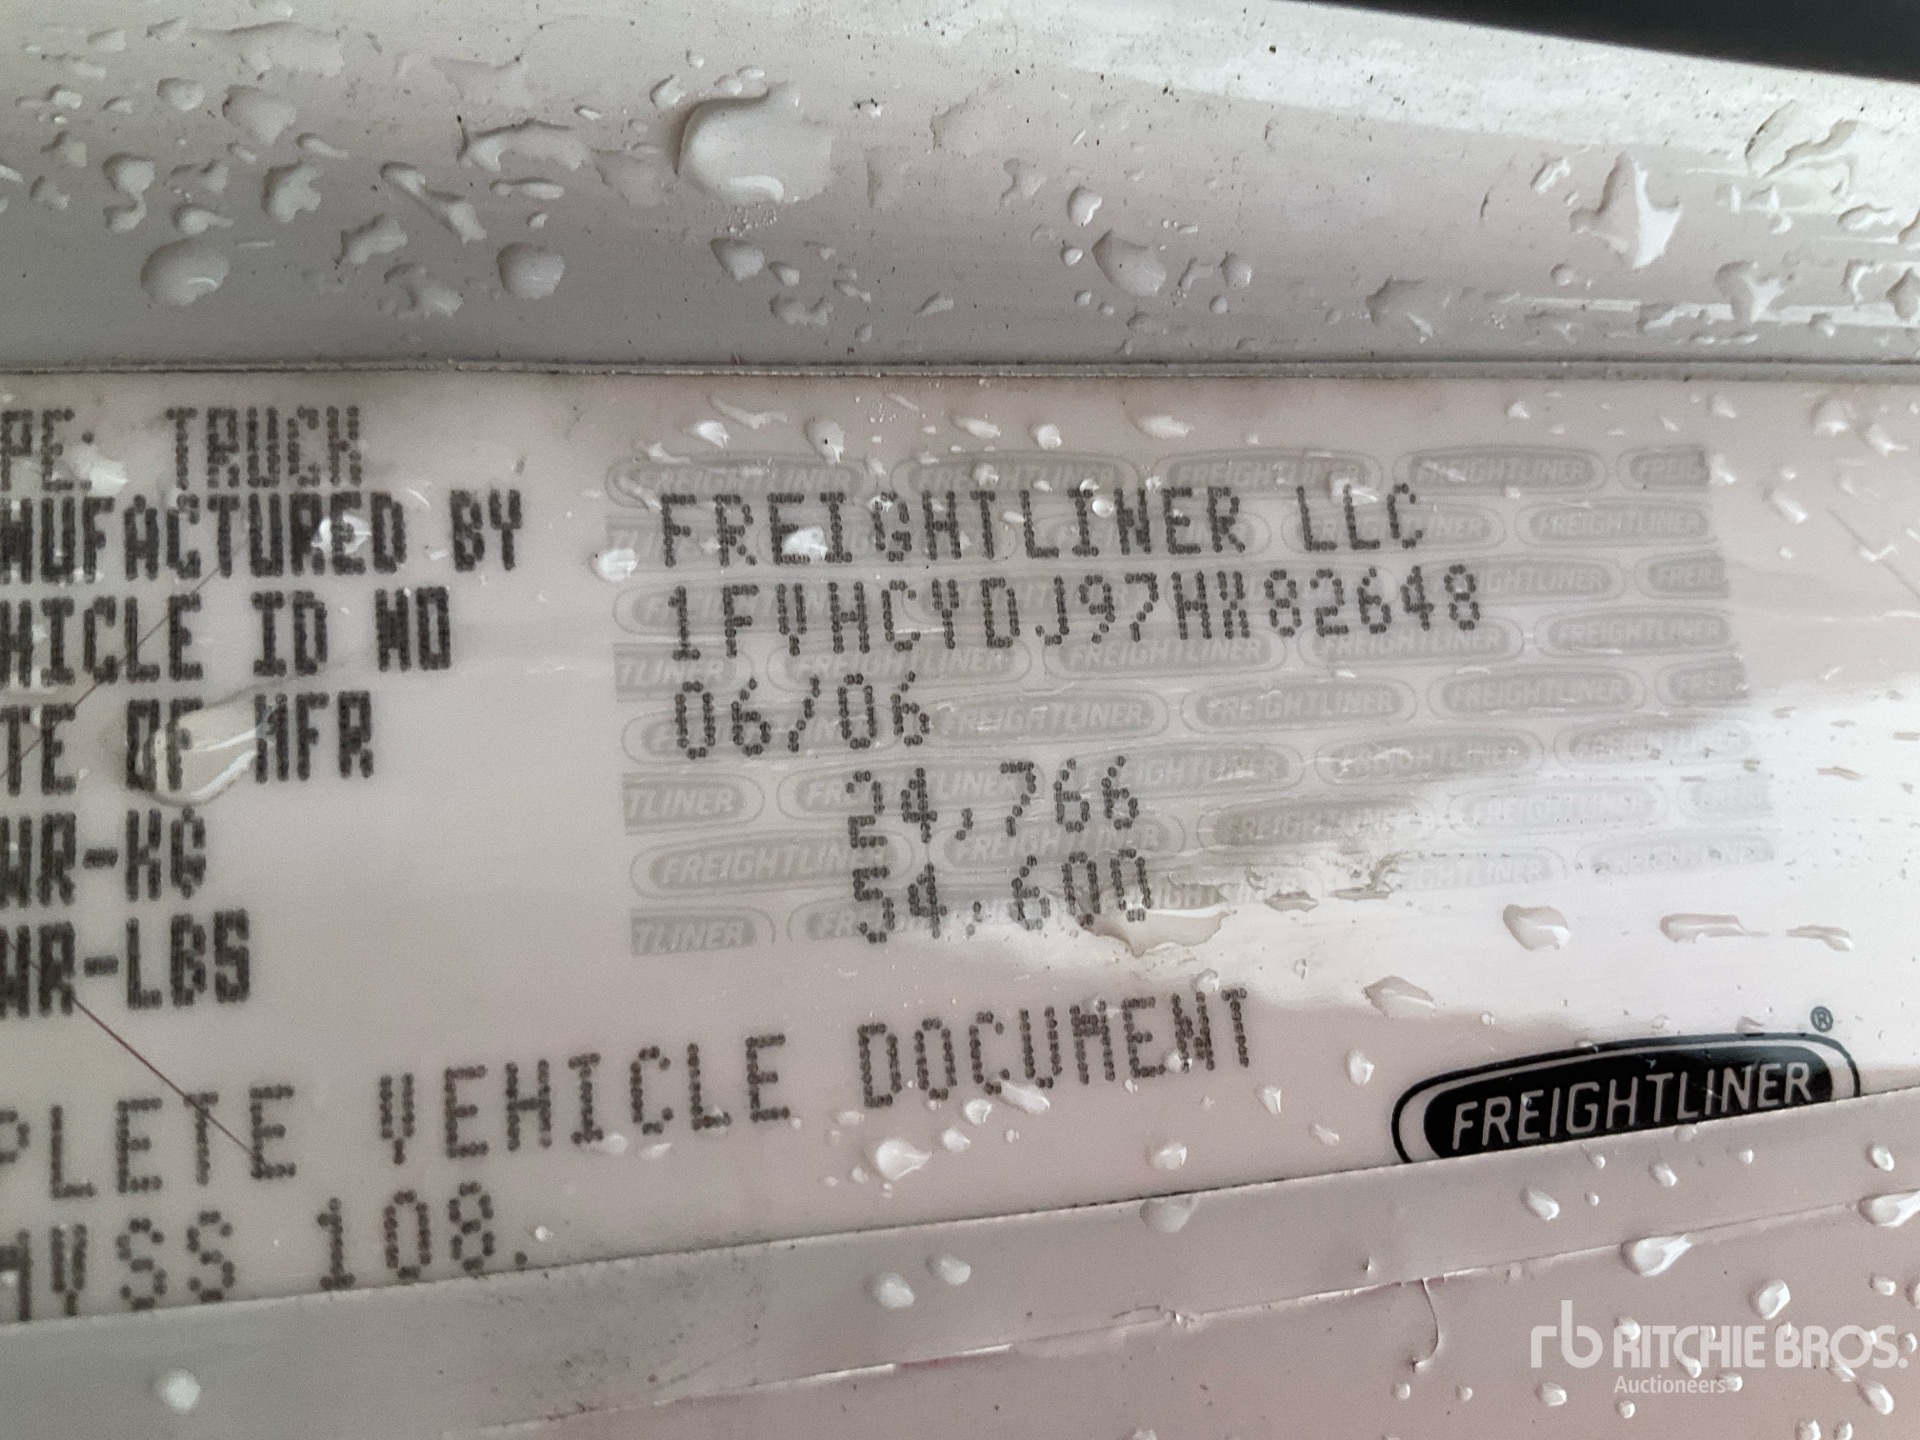 PE: TRUCK
NUFACTURED BY FREIGHTLINER LLC
HICLE ID NO 1FVHCYDJ97HX82648
TE OF MFR 06/06
WR-KG 24,766
WR-LBS 54,600
PLETE VEHICLE DOCUMENT
MVSS 108.
FREIGHTLINER ®
rb RITCHIE BROS.
Auctioneers